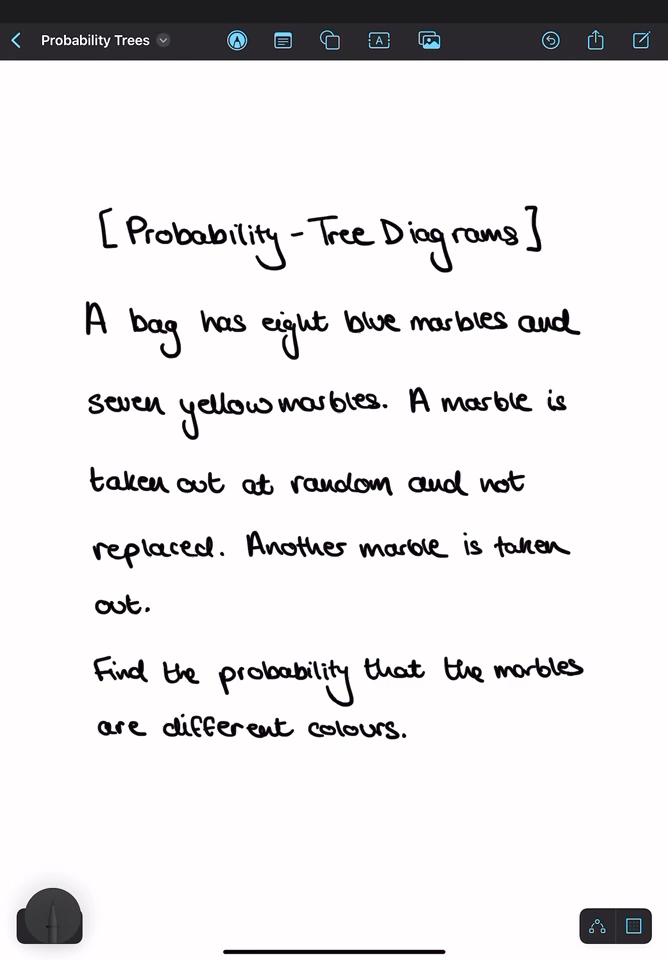 Probability Trees
A
[Probability - Tree Diagrams]
A bag has eight blue marbles and
seven yellow marbles. A marble is
taken out at random and not
replaced. Another marble is taken
out.
Find the probability that the marbles
are different colours.